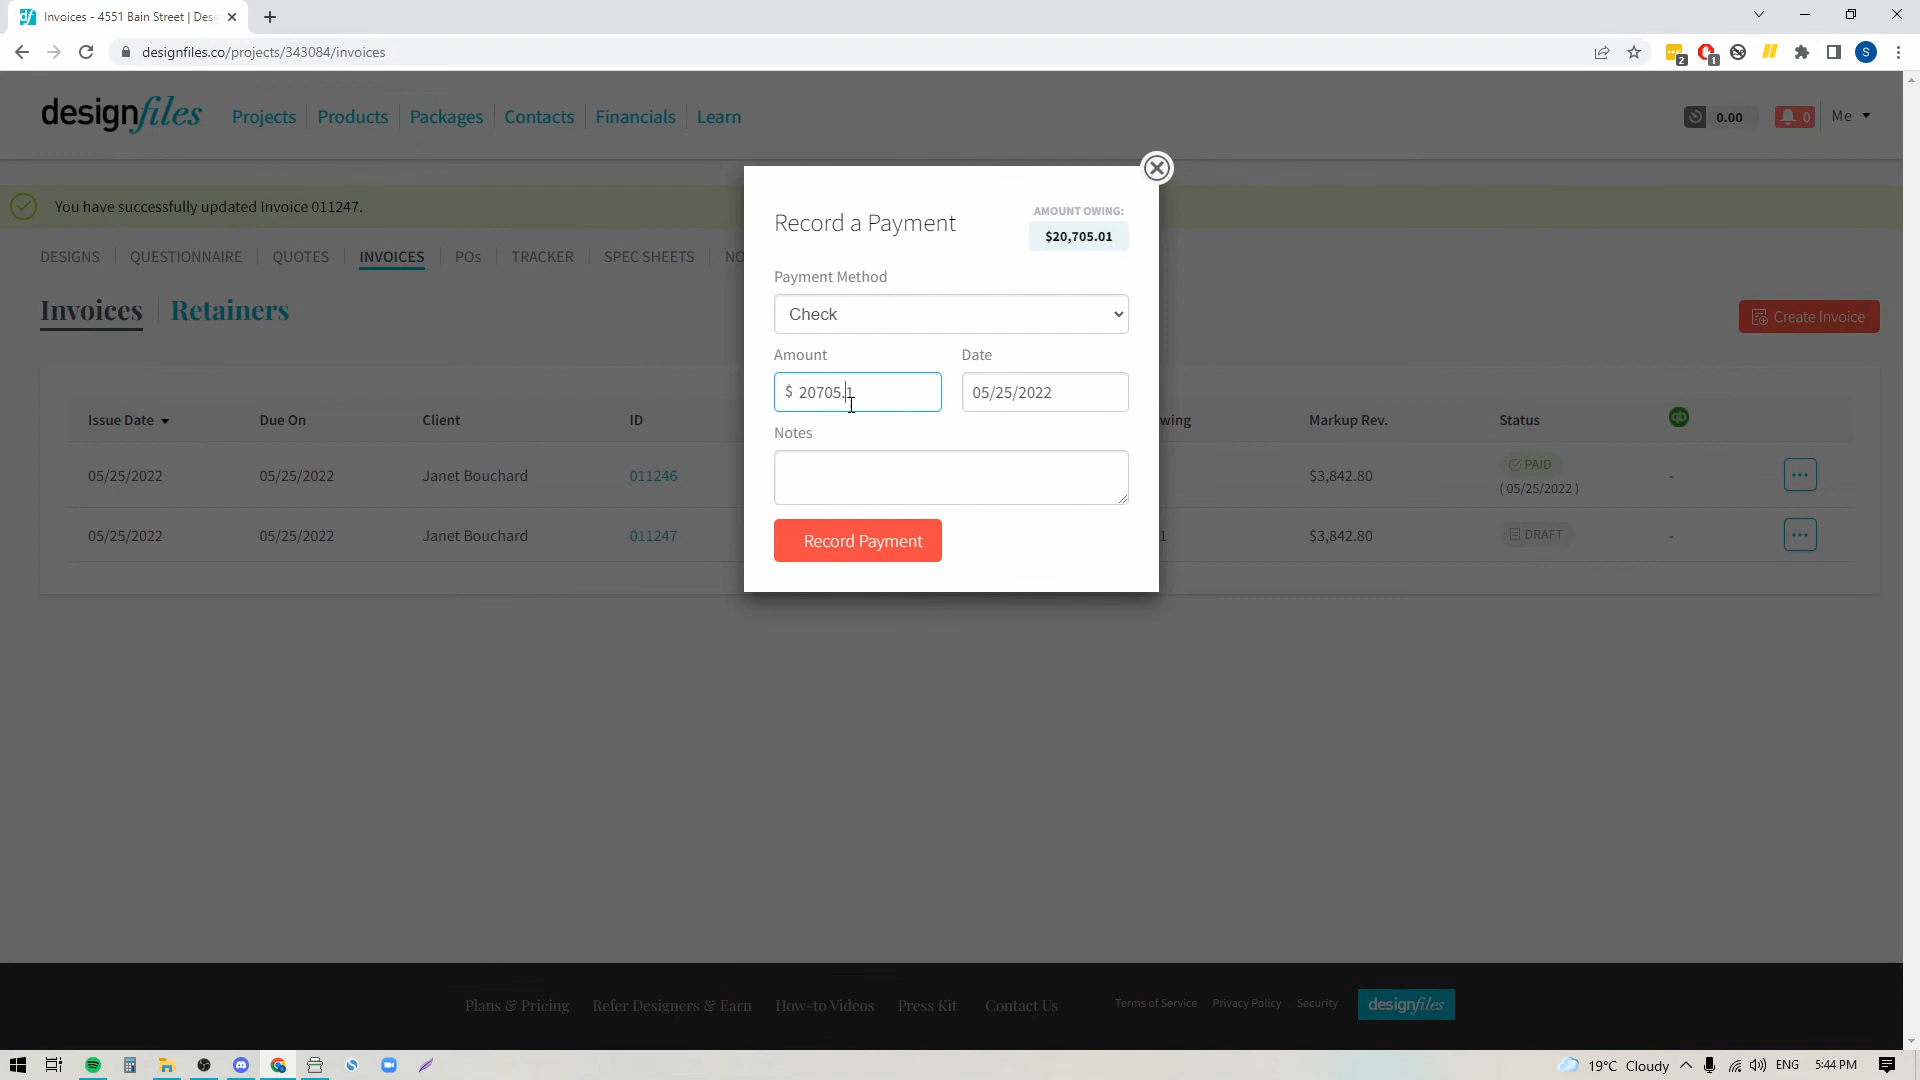 Invoices - 4551 Bain Street | Desi
designfiles.co/projects/343084/invoices
2
1
S
designfiles
Projects
Products
Packages
Contacts
Financials
Learn
0.00
0
Me
You have successfully updated Invoice 011247.
DESIGNS
QUESTIONNAIRE
QUOTES
INVOICES
POs
TRACKER
SPEC SHEETS
NO
Invoices
Retainers
Create Invoice
Record a Payment
AMOUNT OWING:
$20,705.01
Payment Method
Check
Amount
Date
$ 20705.1
05/25/2022
Notes
Record Payment
Issue Date
Due On
Client
ID
wing
Markup Rev.
Status
qb
05/25/2022
05/25/2022
Janet Bouchard
011246
$3,842.80
PAID
( 05/25/2022 )
-
05/25/2022
05/25/2022
Janet Bouchard
011247
1
$3,842.80
DRAFT
-
Plans & Pricing
Refer Designers & Earn
How-to Videos
Press Kit
Contact Us
Terms of Service
Privacy Policy
Security
designfiles
19°C Cloudy
ENG
5:44 PM